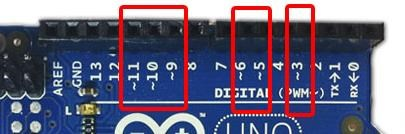 AREF
GND
13
12
~11
~10
~9
8
7
~6
~5
4
~3
2
TX→1
RX←0
DIGITAL (PWM~)
L
UNO